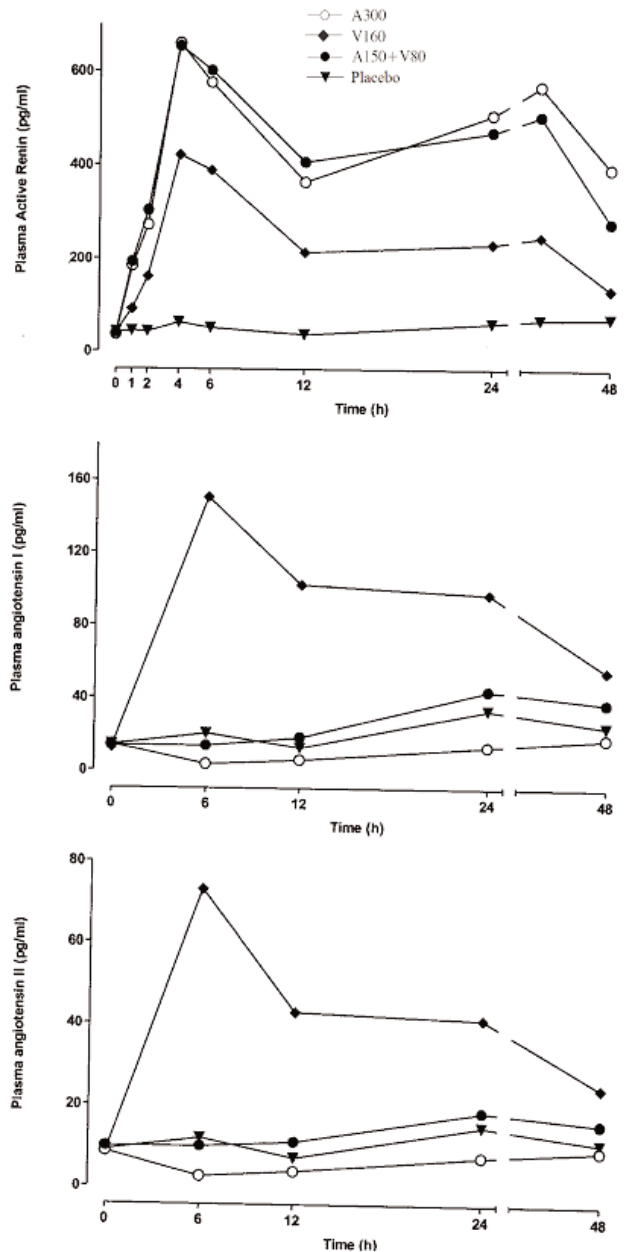 A300
V160
A150+V80
Placebo
Plasma Active Renin (pg/ml)
600
400
200
0
0 1 2 4 6 12 24 48
Time (h)
Plasma angiotensin I (pg/ml)
160
120
80
40
0
0 6 12 24 48
Time (h)
Plasma angiotensin II (pg/ml)
80
60
40
20
0
0 6 12 24 48
Time (h)